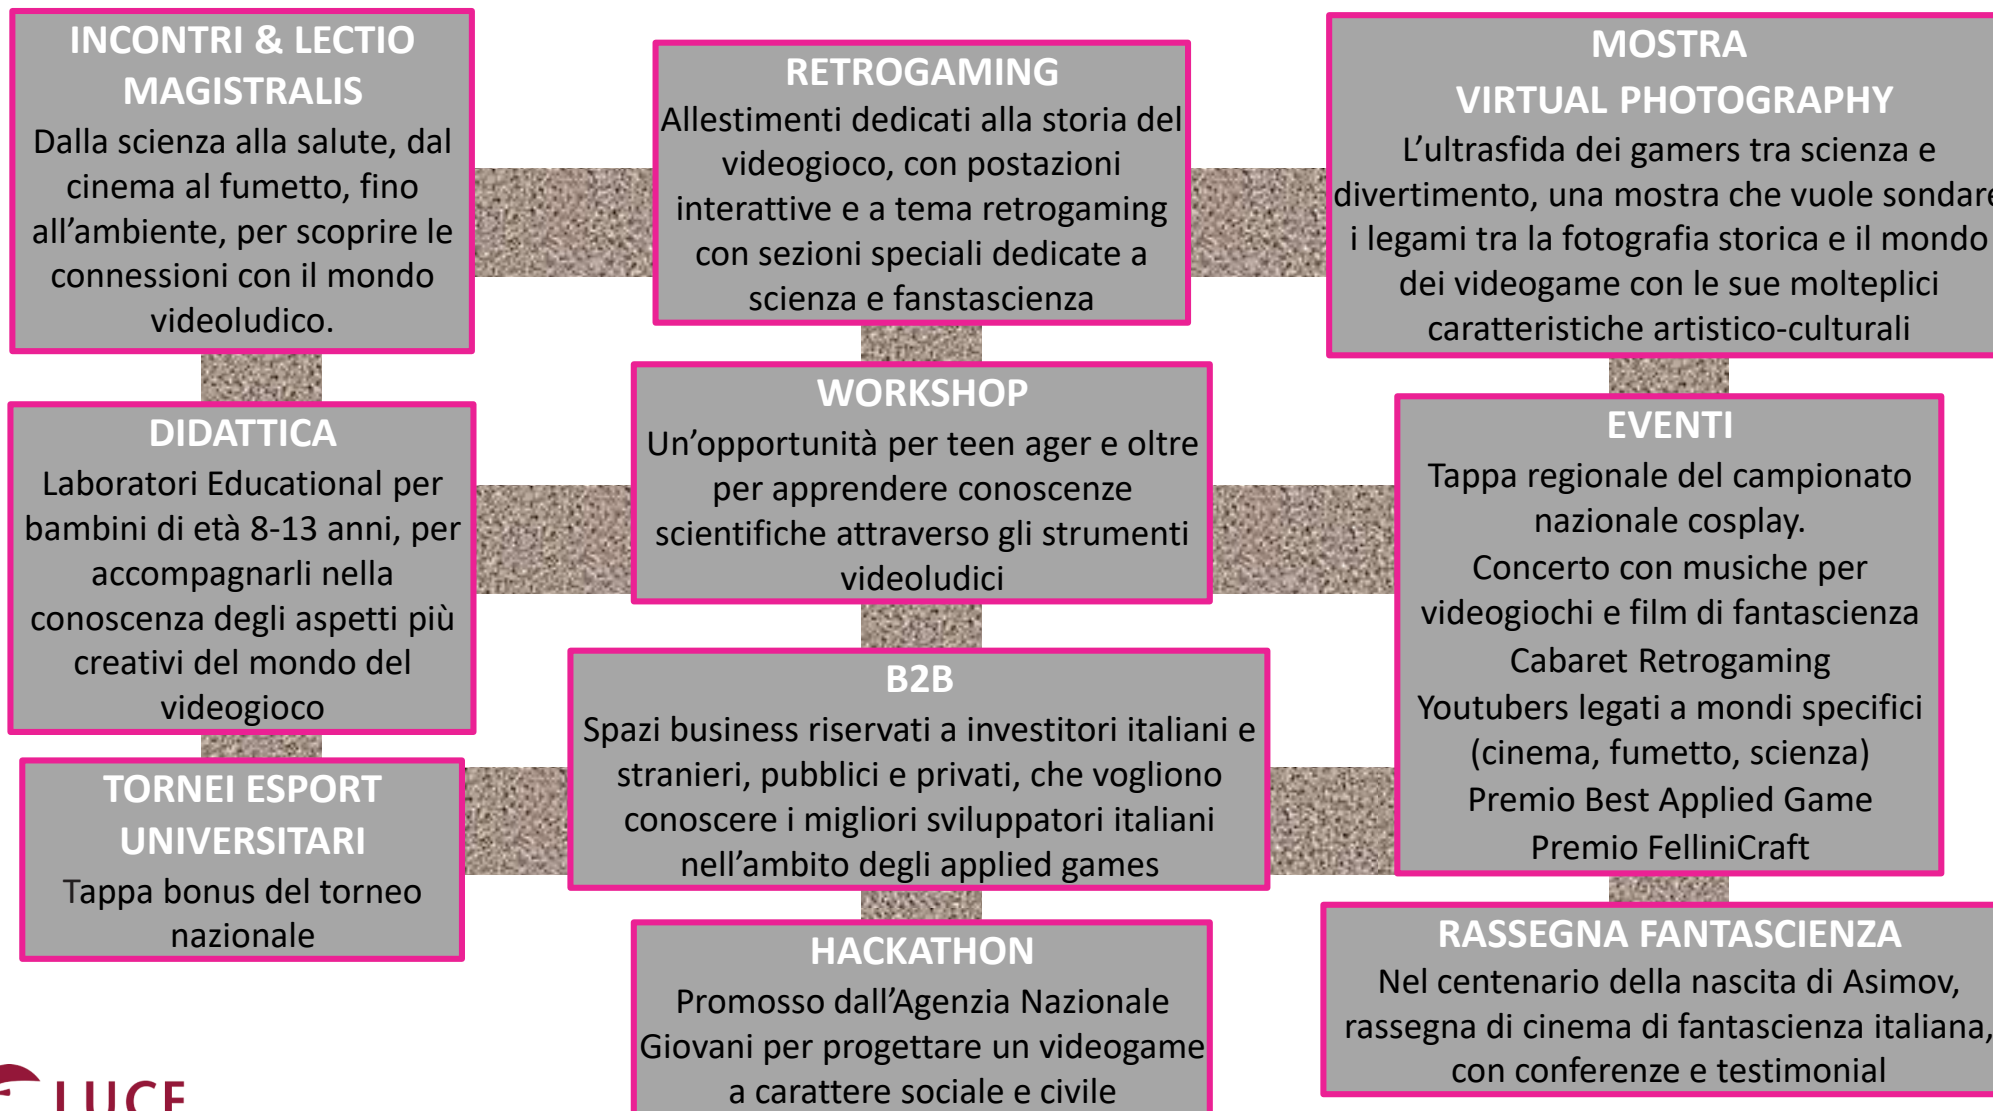 INCONTRI & LECTIO
MAGISTRALIS
Dalla scienza alla salute, dal
cinema al fumetto, fino
all’ambiente, per scoprire le
connessioni con il mondo
videoludico.
RETROGAMING
Allestimenti dedicati alla storia del
videogioco, con postazioni
interattive e a tema retrogaming
con sezioni speciali dedicate a
scienza e fanstascienza
MOSTRA
VIRTUAL PHOTOGRAPHY
L’ultrasfida dei gamers tra scienza e
divertimento, una mostra che vuole sondare
i legami tra la fotografia storica e il mondo
dei videogame con le sue molteplici
caratteristiche artistico-culturali
DIDATTICA
Laboratori Educational per
bambini di età 8-13 anni, per
accompagnarli nella
conoscenza degli aspetti più
creativi del mondo del
videogioco
WORKSHOP
Un’opportunità per teen ager e oltre
per apprendere conoscenze
scientifiche attraverso gli strumenti
videoludici
EVENTI
Tappa regionale del campionato
nazionale cosplay.
Concerto con musiche per
videogiochi e film di fantascienza
Cabaret Retrogaming
Youtubers legati a mondi specifici
(cinema, fumetto, scienza)
Premio Best Applied Game
Premio FelliniCraft
TORNEI ESPORT
UNIVERSITARI
Tappa bonus del torneo
nazionale
B2B
Spazi business riservati a investitori italiani e
stranieri, pubblici e privati, che vogliono
conoscere i migliori sviluppatori italiani
nell’ambito degli applied games
HACKATHON
Promosso dall’Agenzia Nazionale
Giovani per progettare un videogame
a carattere sociale e civile
RASSEGNA FANTASCIENZA
Nel centenario della nascita di Asimov,
rassegna di cinema di fantascienza italiana,
con conferenze e testimonial
LUCE